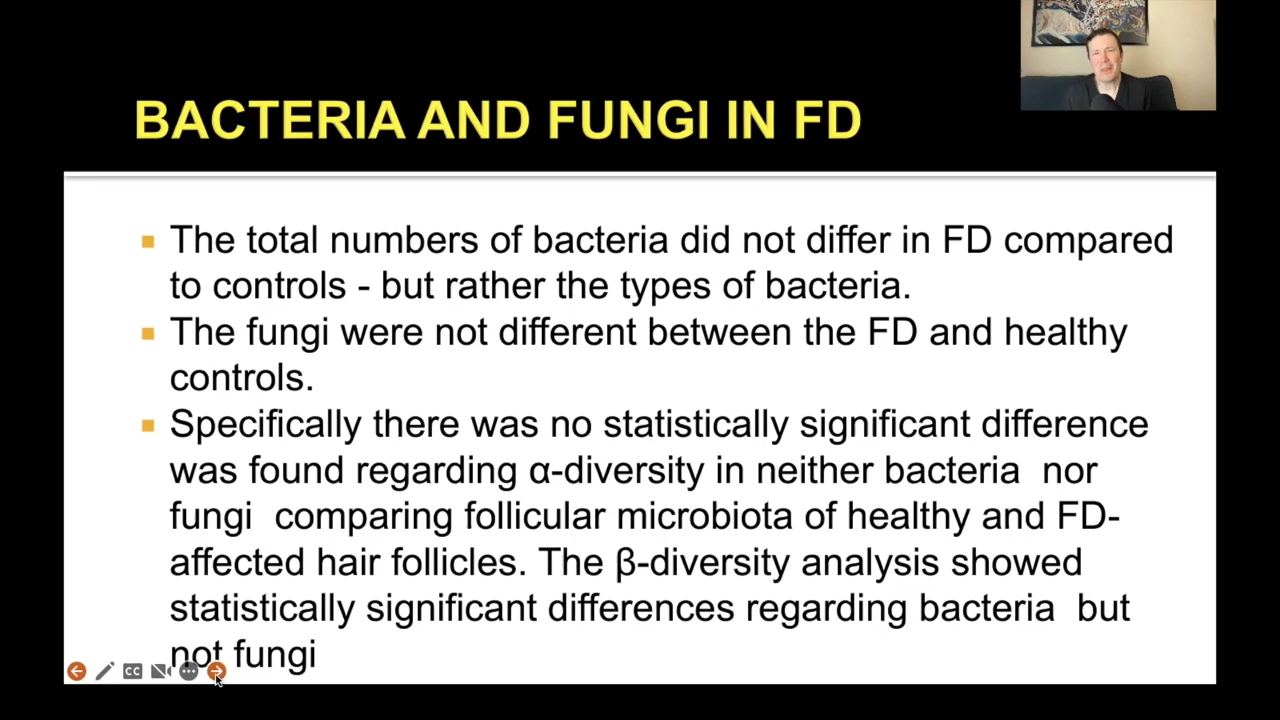 BACTERIA AND FUNGI IN FD
The total numbers of bacteria did not differ in FD compared
to controls - but rather the types of bacteria.
The fungi were not different between the FD and healthy
controls.
Specifically there was no statistically significant difference
was found regarding α-diversity in neither bacteria nor
fungi comparing follicular microbiota of healthy and FD-
affected hair follicles. The β-diversity analysis showed
statistically significant differences regarding bacteria but
not fungi
CC